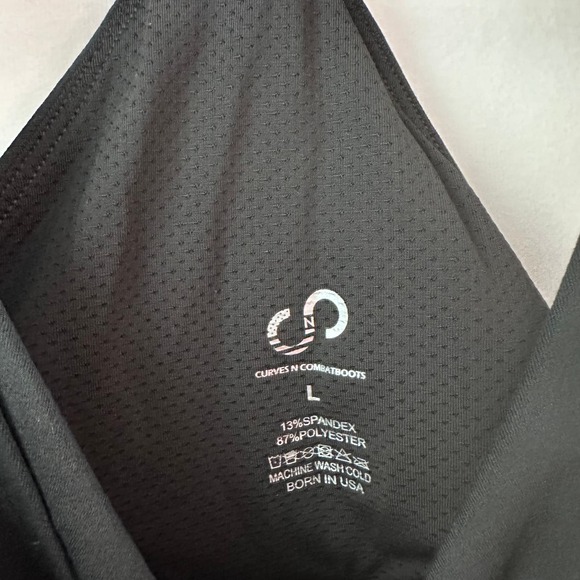 N
CURVES N COMBATBOOTS
L
13%SPANDEX
87%POLYESTER
MACHINE WASH COLD
BORN IN USA